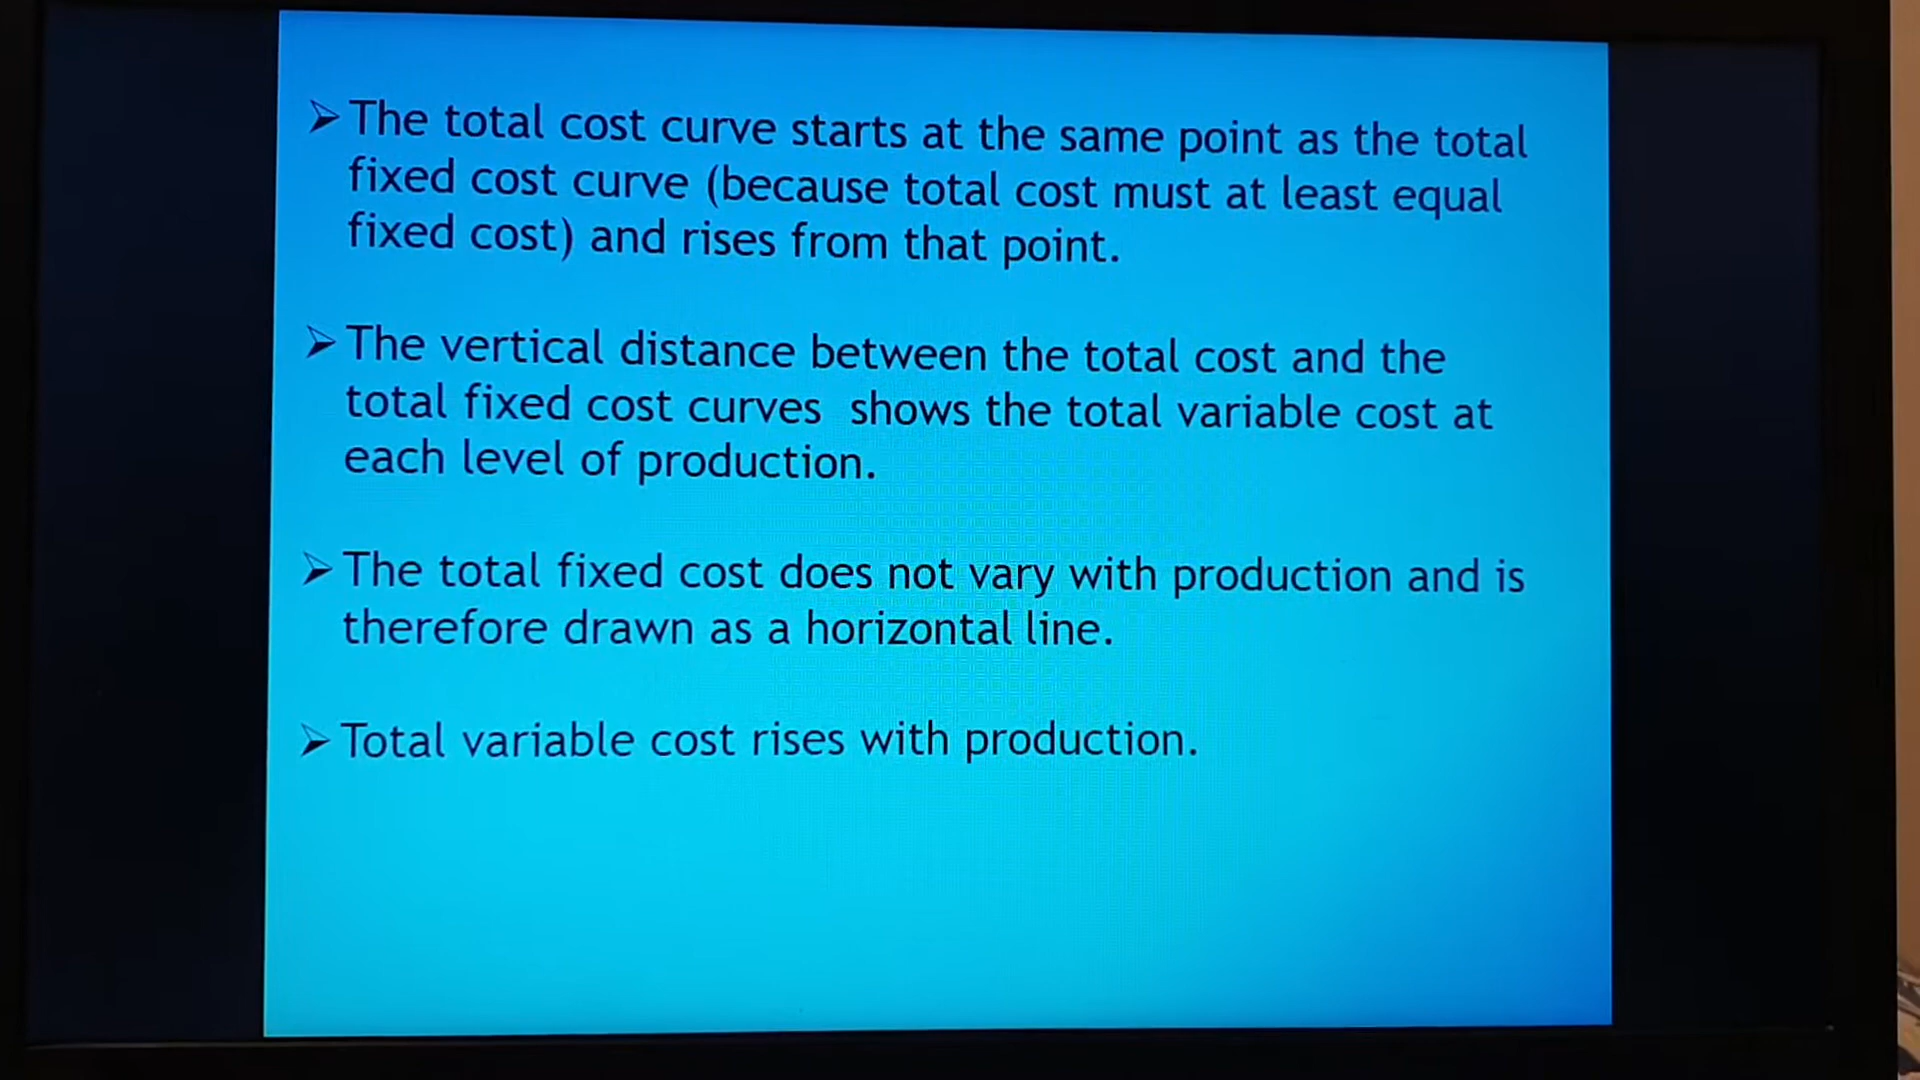 ➢The total cost curve starts at the same point as the total
fixed cost curve (because total cost must at least equal
fixed cost) and rises from that point.
➢The vertical distance between the total cost and the
total fixed cost curves  shows the total variable cost at
each level of production.
➢The total fixed cost does not vary with production and is
therefore drawn as a horizontal line.
➢Total variable cost rises with production.